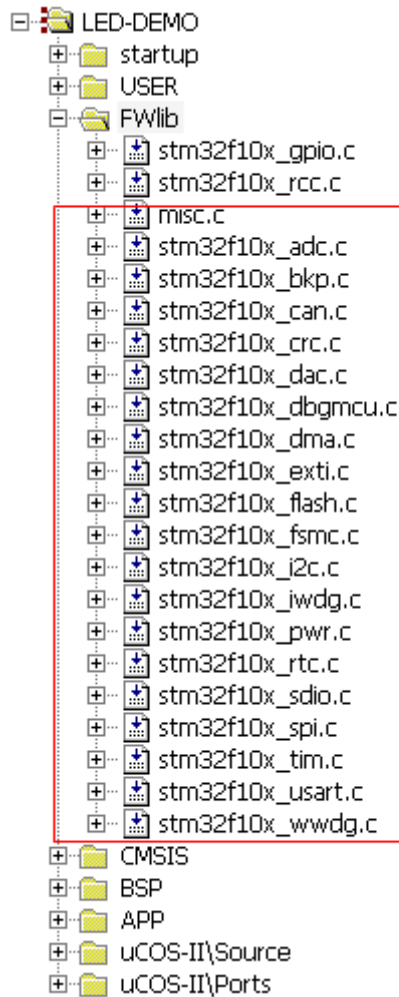 LED-DEMO
startup
USER
FWlib
stm32f10x_gpio.c
stm32f10x_rcc.c
misc.c
stm32f10x_adc.c
stm32f10x_bkp.c
stm32f10x_can.c
stm32f10x_crc.c
stm32f10x_dac.c
stm32f10x_dbgmcu.c
stm32f10x_dma.c
stm32f10x_exti.c
stm32f10x_flash.c
stm32f10x_fsmc.c
stm32f10x_i2c.c
stm32f10x_iwdg.c
stm32f10x_pwr.c
stm32f10x_rtc.c
stm32f10x_sdio.c
stm32f10x_spi.c
stm32f10x_tim.c
stm32f10x_usart.c
stm32f10x_wwdg.c
CMSIS
BSP
APP
uCOS-II\Source
uCOS-II\Ports